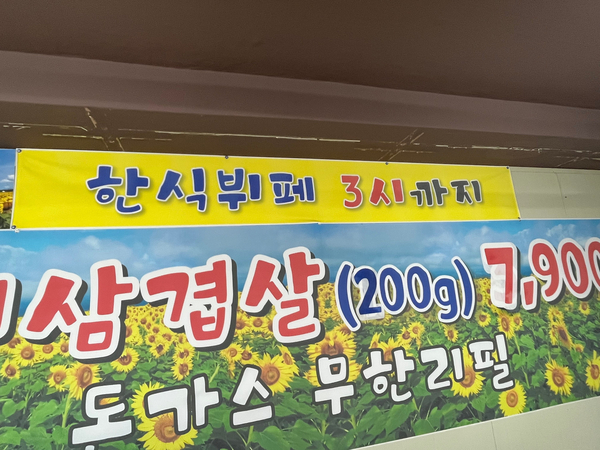 한식뷔페 3시까지
삼겹살 (200g) 7,900
돈가스 무한리필